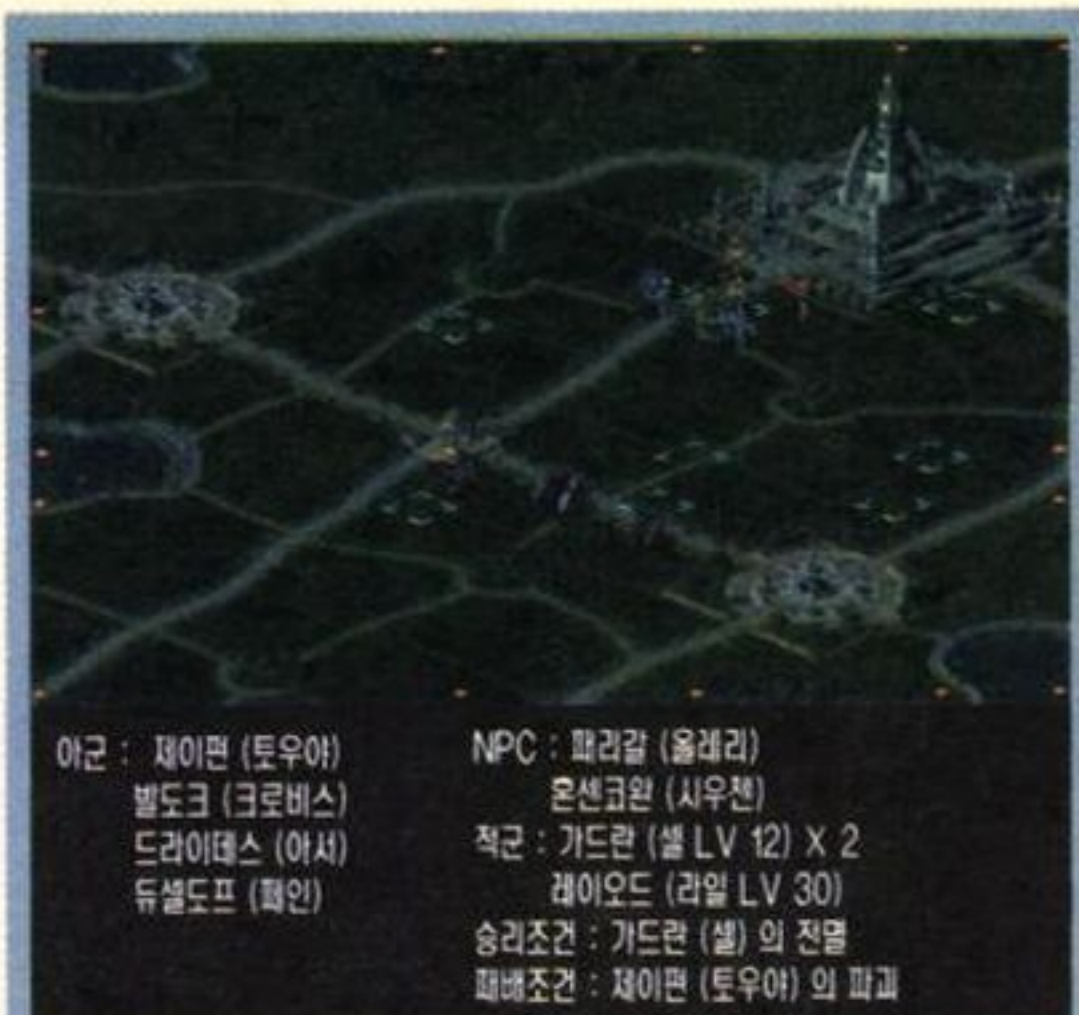 아군 : 제이펀 (토우야)
빌도크 (크로비스)
드라이데스 (아서)
듀셀도프 (페인)
NPC : 패리갈 (올레리)
온센코완 (시우첸)
적군 : 가드란 (셀 LV 12) X 2
레이오드 (라일 LV 30)
승리조건 : 가드란 (셀) 의 전멸
패배조건 : 제이펀 (토우야) 의 파괴